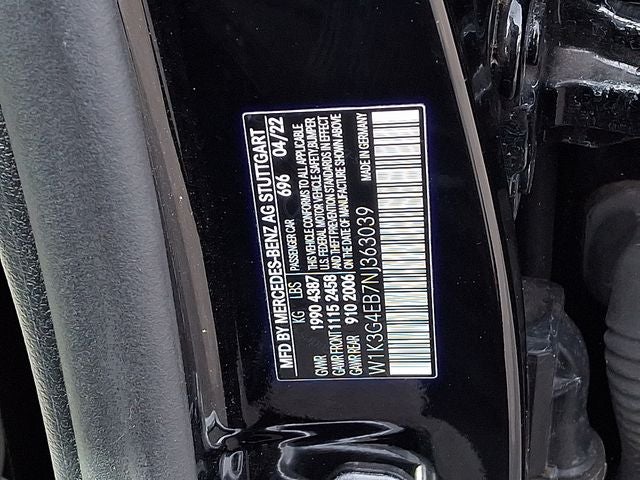 MFD BY MERCEDES-BENZ AG STUTTGART
696 04/22
KG LBS PASSENGER CAR
GVWR 1990 4387 THIS VEHICLE CONFORMS TO ALL APPLICABLE
GAWR FRONT 1115 2458 U.S. FEDERAL MOTOR VEHICLE SAFETY, BUMPER
GAWR REAR 910 2006 AND THEFT PREVENTION STANDARDS IN EFFECT
ON THE DATE OF MANUFACTURE SHOWN ABOVE
W1K3G4EB7NJ363039 MADE IN GERMANY